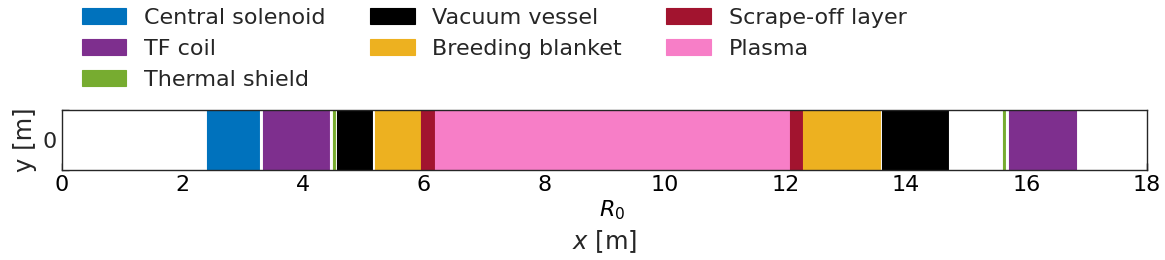 Central solenoid
TF coil
Thermal shield
Vacuum vessel
Breeding blanket
Scrape-off layer
Plasma
y [m]
0
0 2 4 6 8 10 12 14 16 18
R₀
x [m]